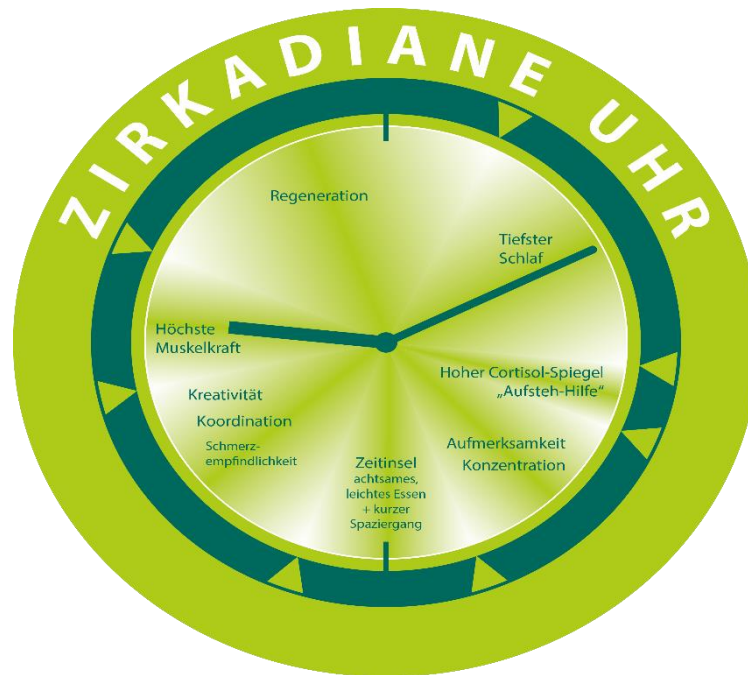 ZIRKADIANE UHR
Regeneration
Tiefster
Schlaf
Höchste
Muskelkraft
Hoher Cortisol-Spiegel
„Aufsteh-Hilfe“
Kreativität
Koordination
Schmerz-
empfindlichkeit
Aufmerksamkeit
Konzentration
Zeitinsel
achtsames,
leichtes Essen
+ kurzer
Spaziergang